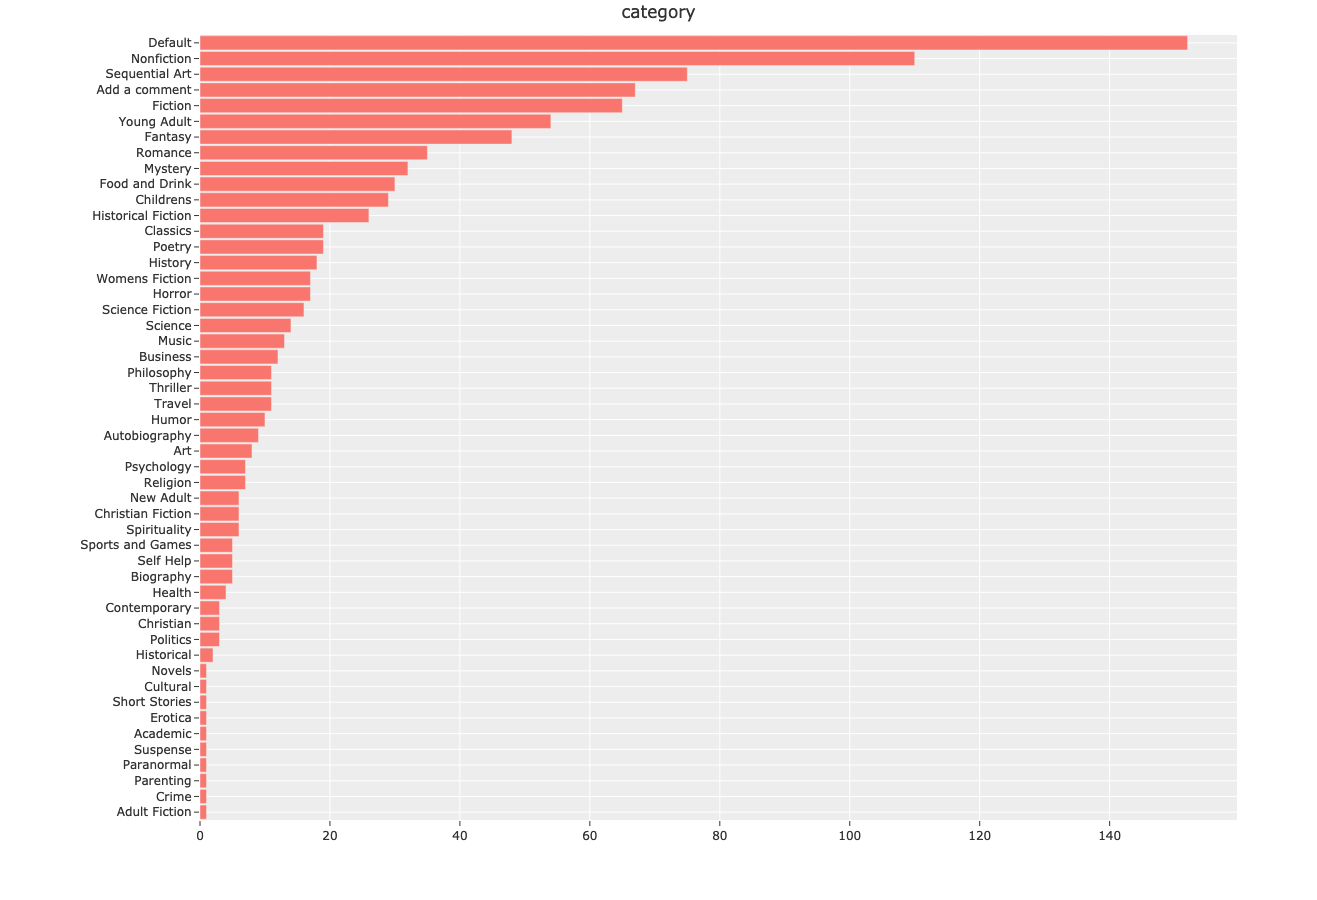 category
Default
Nonfiction
Sequential Art
Add a comment
Fiction
Young Adult
Fantasy
Romance
Mystery
Food and Drink
Childrens
Historical Fiction
Classics
Poetry
History
Womens Fiction
Horror
Science Fiction
Science
Music
Business
Philosophy
Thriller
Travel
Humor
Autobiography
Art
Psychology
Religion
New Adult
Christian Fiction
Spirituality
Sports and Games
Self Help
Biography
Health
Contemporary
Christian
Politics
Historical
Novels
Cultural
Short Stories
Erotica
Academic
Suspense
Paranormal
Parenting
Crime
Adult Fiction
0 20 40 60 80 100 120 140